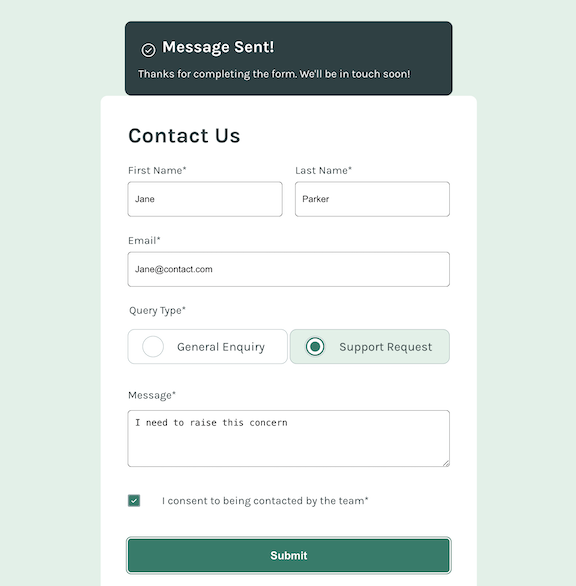 Message Sent!
Thanks for completing the form. We'll be in touch soon!
Contact Us
First Name* Last Name*
Jane Parker
Email*
Jane@contact.com
Query Type*
General Enquiry Support Request
Message*
I need to raise this concern
I consent to being contacted by the team*
Submit